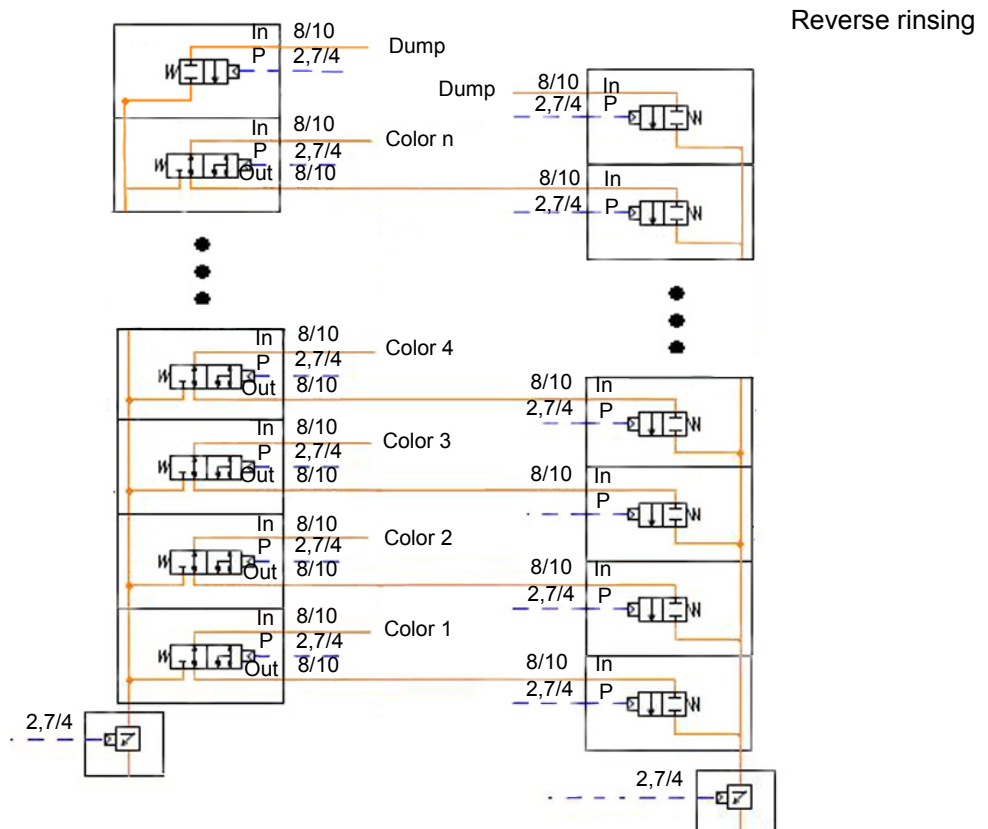 Reverse rinsing
In 8/10 Dump
P 2,7/4
In 8/10 Color n
P 2,7/4
Out 8/10
Dump 8/10 In
2,7/4 P
8/10 In
2,7/4 P
In 8/10 Color 4
P 2,7/4
Out 8/10
In 8/10 Color 3
P 2,7/4
Out 8/10
In 8/10 Color 2
P 2,7/4
Out 8/10
In 8/10 Color 1
P 2,7/4
Out 8/10
8/10 In
2,7/4 P
8/10 In
P
8/10 In
2,7/4 P
8/10 In
2,7/4 P
2,7/4
2,7/4